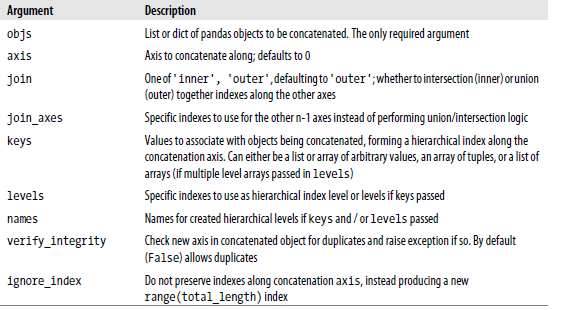 Argument Description
objs List or dict of pandas objects to be concatenated. The only required argument
axis Axis to concatenate along; defaults to 0
join One of 'inner', 'outer', defaulting to 'outer'; whether to intersection (inner) or union
(outer) together indexes along the other axes
join_axes Specific indexes to use for the other n-1 axes instead of performing union/intersection logic
keys Values to associate with objects being concatenated, forming a hierarchical index along the
concatenation axis. Can either be a list or array of arbitrary values, an array of tuples, or a list of
arrays (if multiple level arrays passed in levels)
levels Specific indexes to use as hierarchical index level or levels if keys passed
names Names for created hierarchical levels if keys and / or levels passed
verify_integrity Check new axis in concatenated object for duplicates and raise exception if so. By default
(False) allows duplicates
ignore_index Do not preserve indexes along concatenation axis, instead producing a new
range(total_length) index